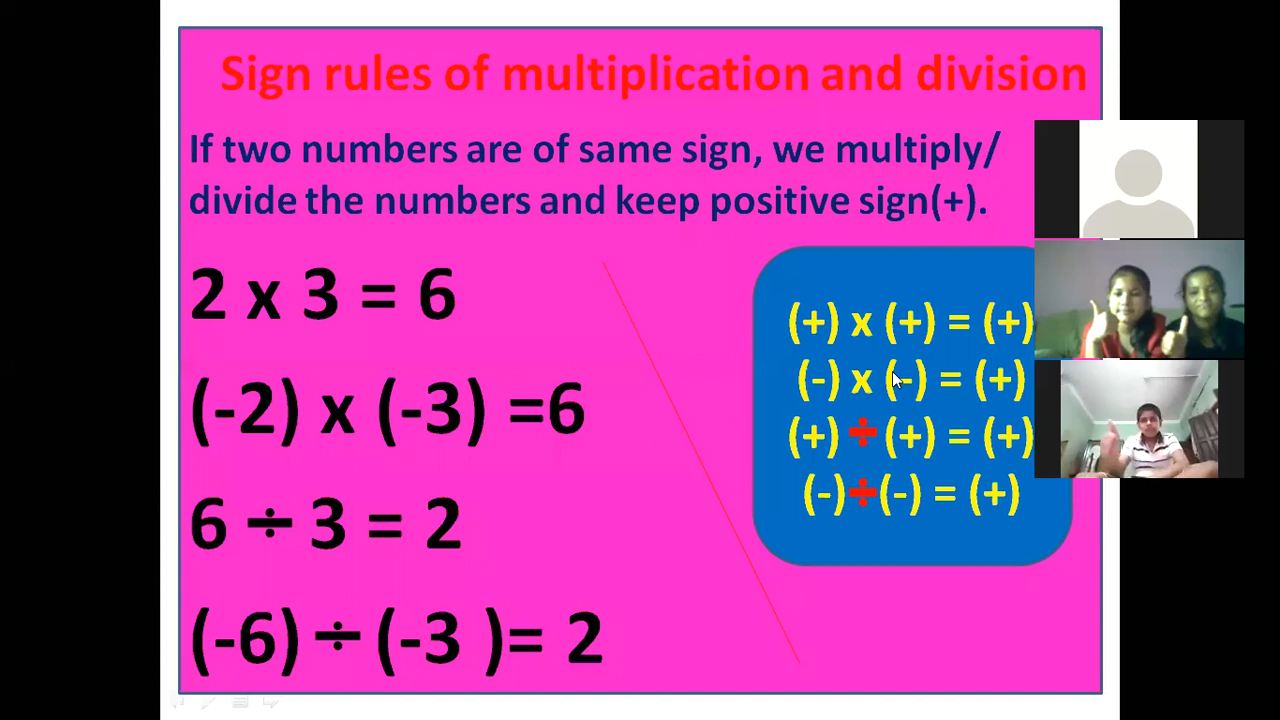 Sign rules of multiplication and division
If two numbers are of same sign, we multiply/
divide the numbers and keep positive sign(+).
2 x 3 = 6
(-2) x (-3) =6
6 ÷ 3 = 2
(-6) ÷ (-3 )= 2
(+) x (+) = (+)
(-) x (-) = (+)
(+) ÷ (+) = (+)
(-)÷(-) = (+)